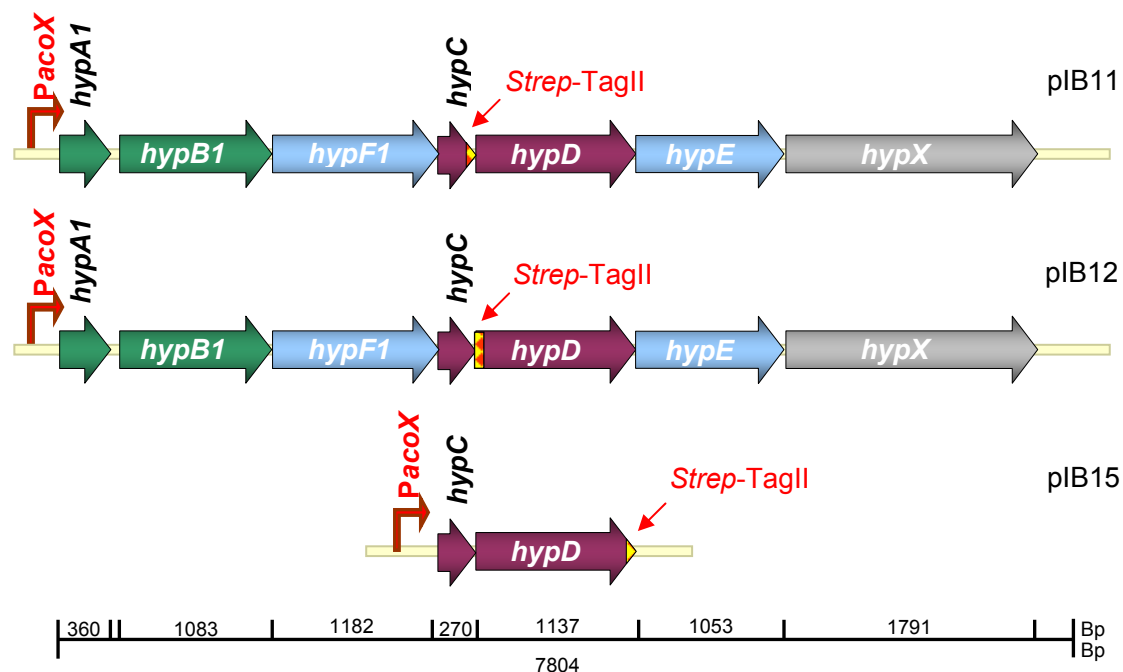 PacoX
hypA1
hypC
Strep-TagII
pIB11
hypB1
hypF1
hypD
hypE
hypX
PacoX
hypA1
hypC
Strep-TagII
pIB12
hypB1
hypF1
hypD
hypE
hypX
PacoX
hypC
Strep-TagII
pIB15
hypD
360 1083 1182 270 1137 1053 1791 Bp
7804 Bp